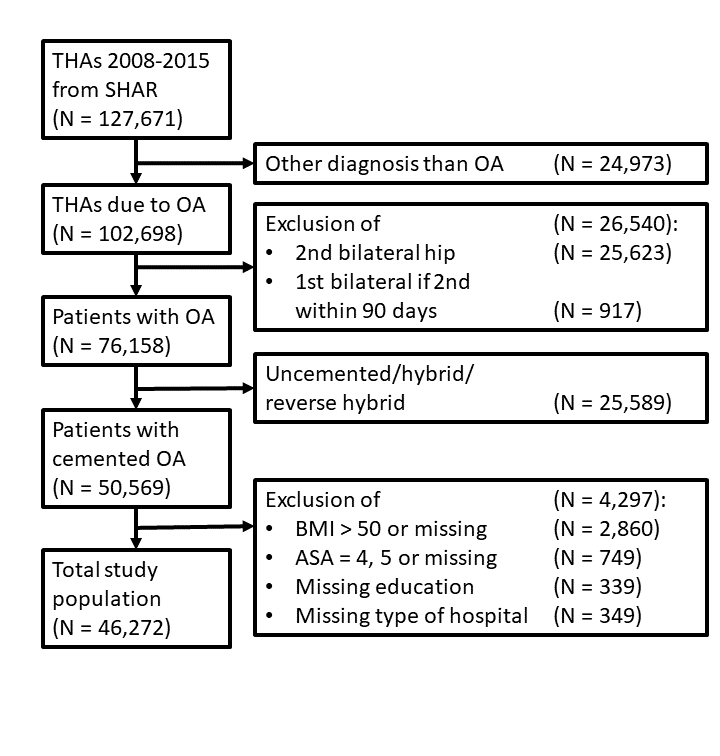 THAs 2008-2015
from SHAR
(N = 127,671)
Other diagnosis than OA (N = 24,973)
THAs due to OA
(N = 102,698)
Exclusion of (N = 26,540):
• 2nd bilateral hip (N = 25,623)
• 1st bilateral if 2nd
within 90 days (N = 917)
Patients with OA
(N = 76,158)
Uncemented/hybrid/
reverse hybrid (N = 25,589)
Patients with
cemented OA
(N = 50,569)
Exclusion of (N = 4,297):
• BMI > 50 or missing (N = 2,860)
• ASA = 4, 5 or missing (N = 749)
• Missing education (N = 339)
• Missing type of hospital (N = 349)
Total study
population
(N = 46,272)